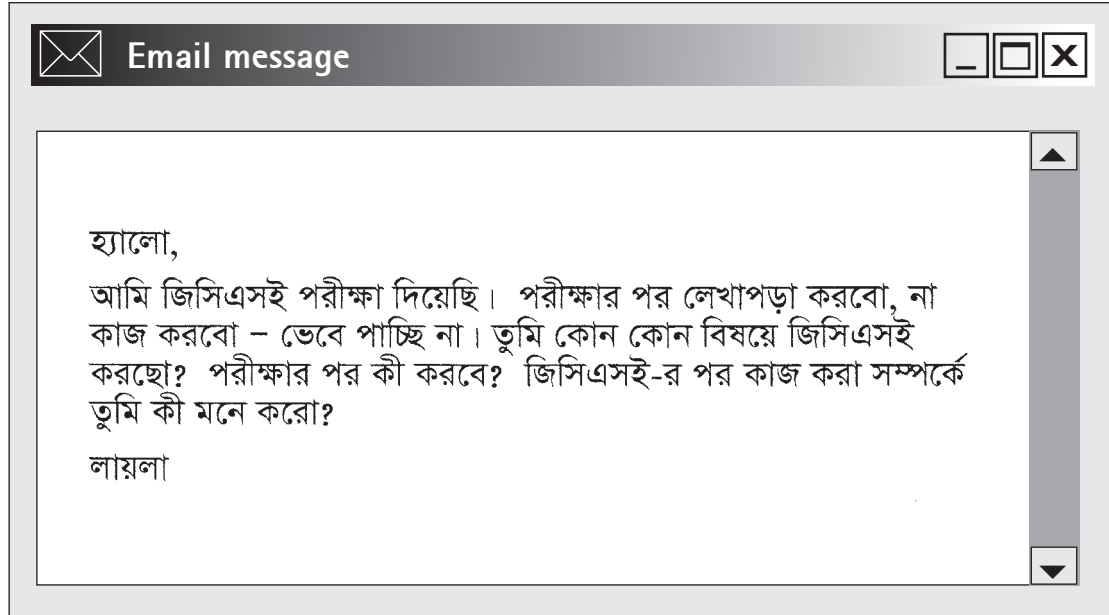 Email message
হ্যালো,
আমি জিসিএসই পরীক্ষা দিয়েছি। পরীক্ষার পর লেখাপড়া করবো, না
কাজ করবো – ভেবে পাচ্ছি না। তুমি কোন কোন বিষয়ে জিসিএসই
করছো? পরীক্ষার পর কী করবে? জিসিএসই-র পর কাজ করা সম্পর্কে
তুমি কী মনে করো?
লায়লা